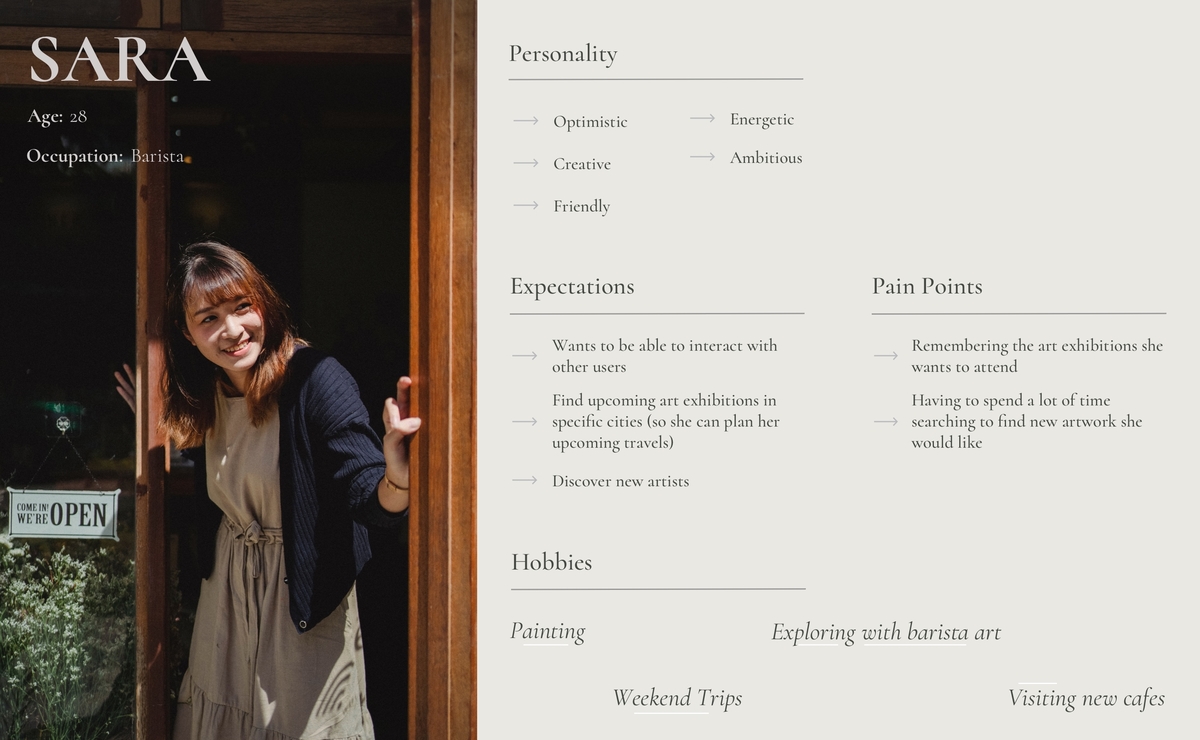 SARA
Age: 28
Occupation: Barista
COME IN!
WE'RE OPEN
Personality
Optimistic
Creative
Friendly
Energetic
Ambitious
Expectations
Wants to be able to interact with
other users
Find upcoming art exhibitions in
specific cities (so she can plan her
upcoming travels)
Discover new artists
Pain Points
Remembering the art exhibitions she
wants to attend
Having to spend a lot of time
searching to find new artwork she
would like
Hobbies
Painting
Exploring with barista art
Weekend Trips
Visiting new cafes